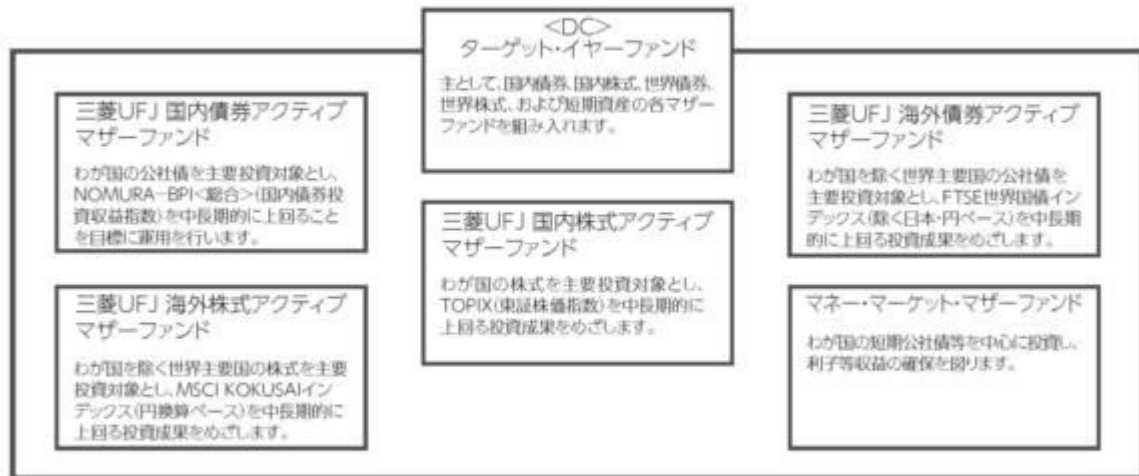 <DC>
ターゲット・イヤーファンド
主として、国内債券、国内株式、世界債券、
世界株式、および短期資産の各マザー
ファンドを組み入れます。
三菱UFJ 国内債券アクティブ
マザーファンド
わが国の公社債を主要投資対象とし、
NOMURA-BPI<総合>(国内債券投
資収益指数)を中長期的に上回ること
を目標に運用を行います。
三菱UFJ 国内株式アクティブ
マザーファンド
わが国の株式を主要投資対象とし、
TOPIX(東証株価指数)を中長期的に
上回る投資成果をめざします。
三菱UFJ 海外債券アクティブ
マザーファンド
わが国を除く世界主要国の公社債を
主要投資対象とし、FTSE世界国債イン
デックス(除く日本・円ベース)を中長期
的に上回る投資成果をめざします。
三菱UFJ 海外株式アクティブ
マザーファンド
わが国を除く世界主要国の株式を主要
投資対象とし、MSCI KOKUSAIイン
デックス(円換算ベース)を中長期的に
上回る投資成果をめざします。
マネー・マーケット・マザーファンド
わが国の短期公社債等を中心に投資し、
利子等収益の確保を図ります。